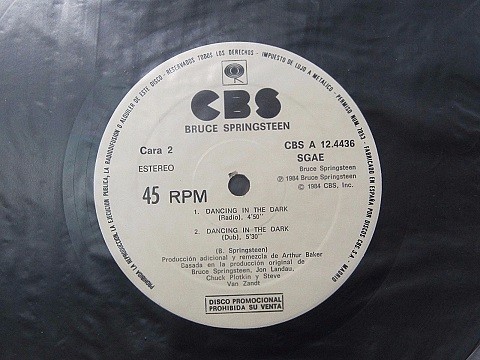 RESERVADOS TODOS LOS DERECHOS - IMPUESTO DE LUJO A METALICO - PERMISO NUM. 7053 - FABRICADO EN ESPAÑA POR DISCOS CBS, S.A. - MADRID
PROHIBIDA LA REPRODUCCION, LA EJECUCION PUBLICA, LA RADIODIFUSION O ALQUILER DE ESTE DISCO -
CBS
BRUCE SPRINGSTEEN
Cara 2
CBS A 12.4436
ESTEREO
SGAE
Bruce Springsteen
℗ 1984 Bruce Springsteen
© 1984 CBS, Inc.
45 RPM
1. DANCING IN THE DARK
(Radio), 4'50"
2. DANCING IN THE DARK
(Dub), 5'30"
(B. Springsteen)
Producción adicional y remezcla de Arthur Baker
Casada en la producción original de
Bruce Springsteen, Jon Landau,
Chuck Plotkin y Steve
Van Zandt
DISCO PROMOCIONAL
PROHIBIDA SU VENTA